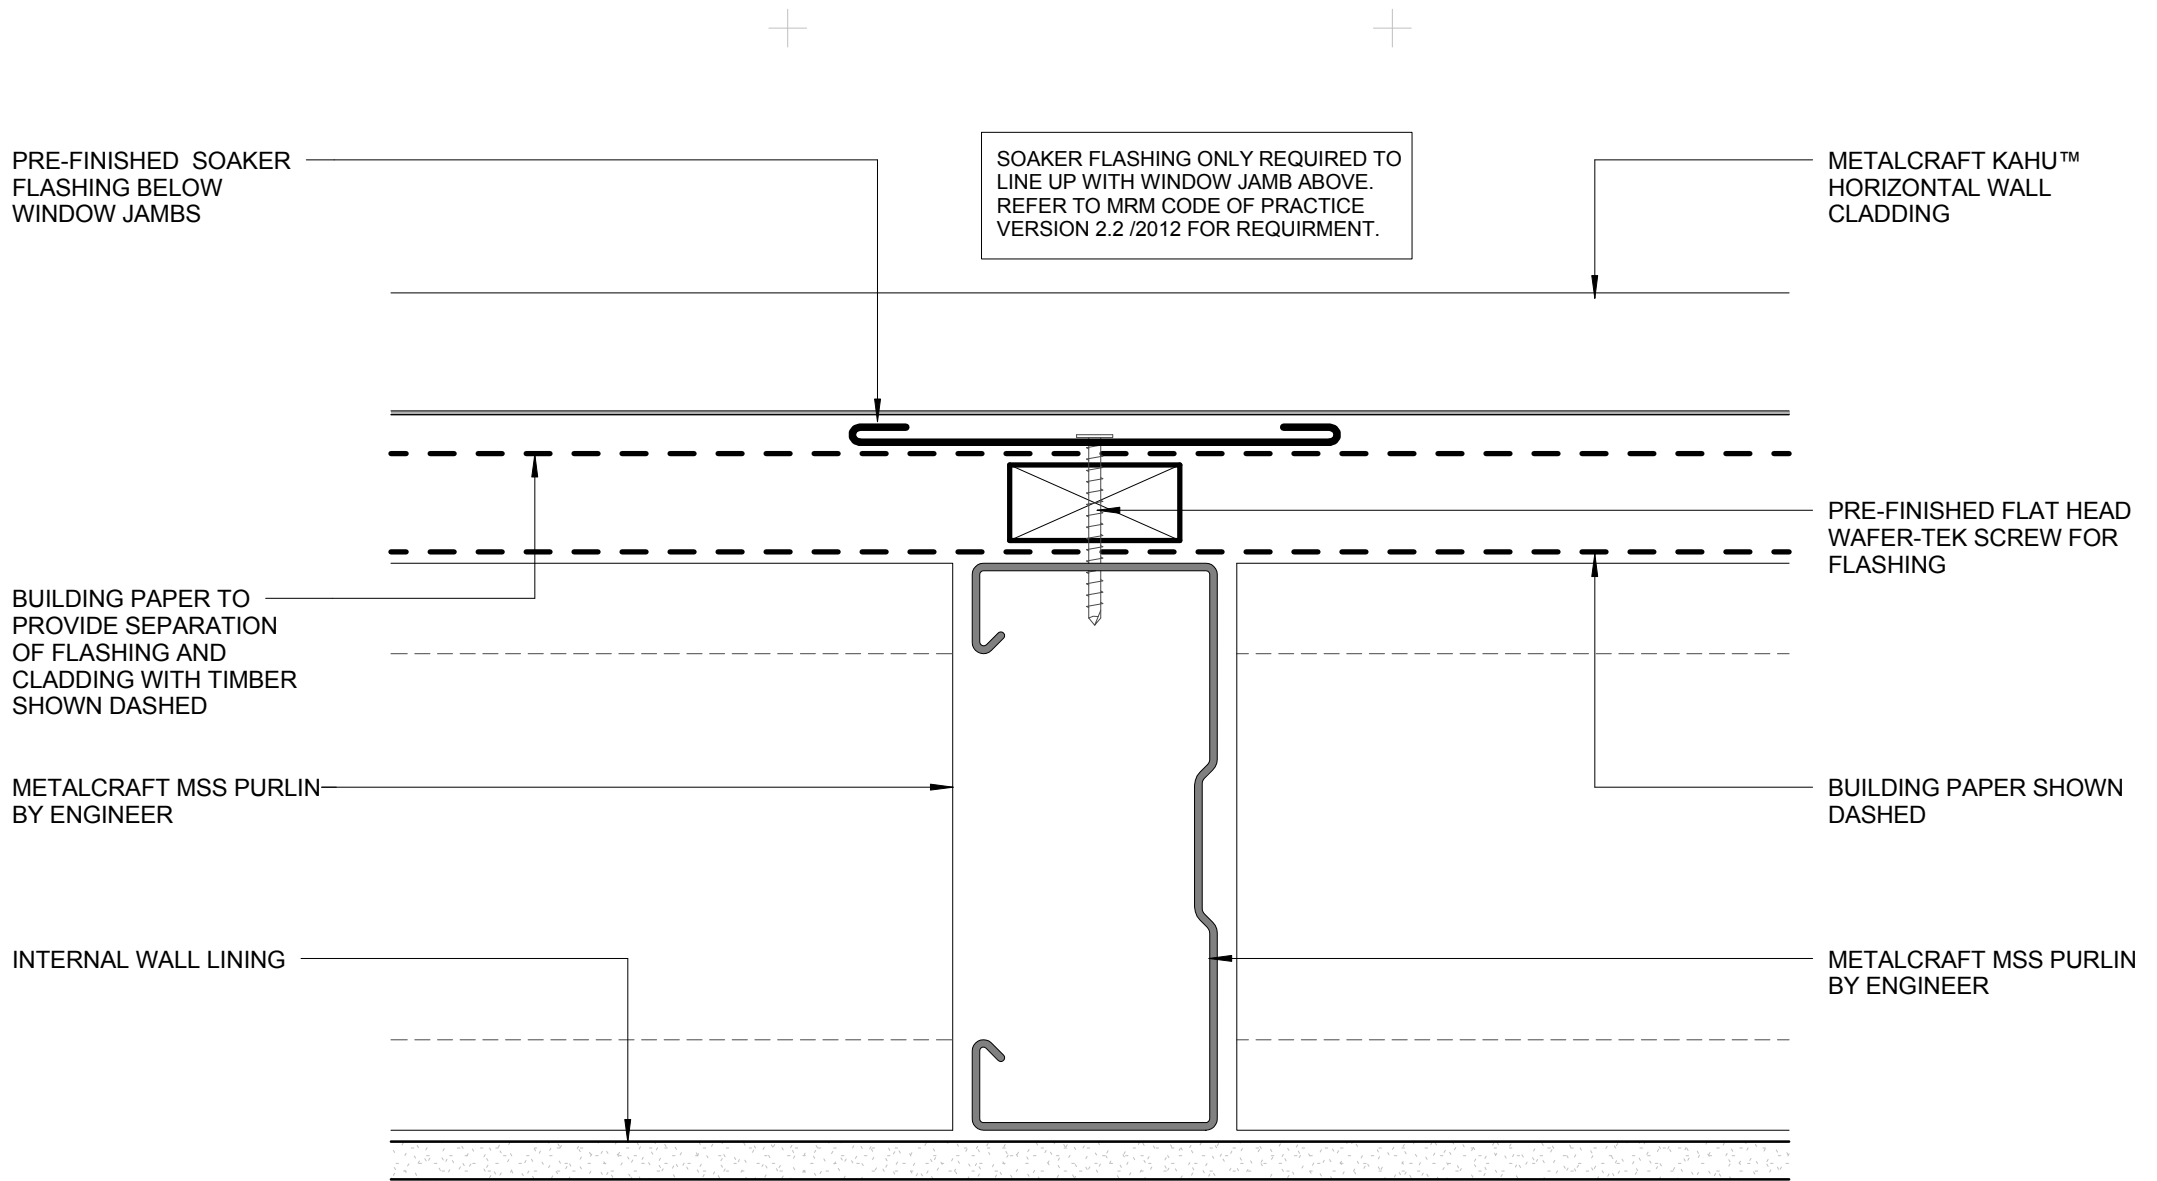 PRE-FINISHED SOAKER
FLASHING BELOW
WINDOW JAMBS
SOAKER FLASHING ONLY REQUIRED TO
LINE UP WITH WINDOW JAMB ABOVE.
REFER TO MRM CODE OF PRACTICE
VERSION 2.2 /2012 FOR REQUIRMENT.
METALCRAFT KAHU™
HORIZONTAL WALL
CLADDING
PRE-FINISHED FLAT HEAD
WAFER-TEK SCREW FOR
FLASHING
BUILDING PAPER TO
PROVIDE SEPARATION
OF FLASHING AND
CLADDING WITH TIMBER
SHOWN DASHED
METALCRAFT MSS PURLIN
BY ENGINEER
BUILDING PAPER SHOWN
DASHED
INTERNAL WALL LINING
METALCRAFT MSS PURLIN
BY ENGINEER